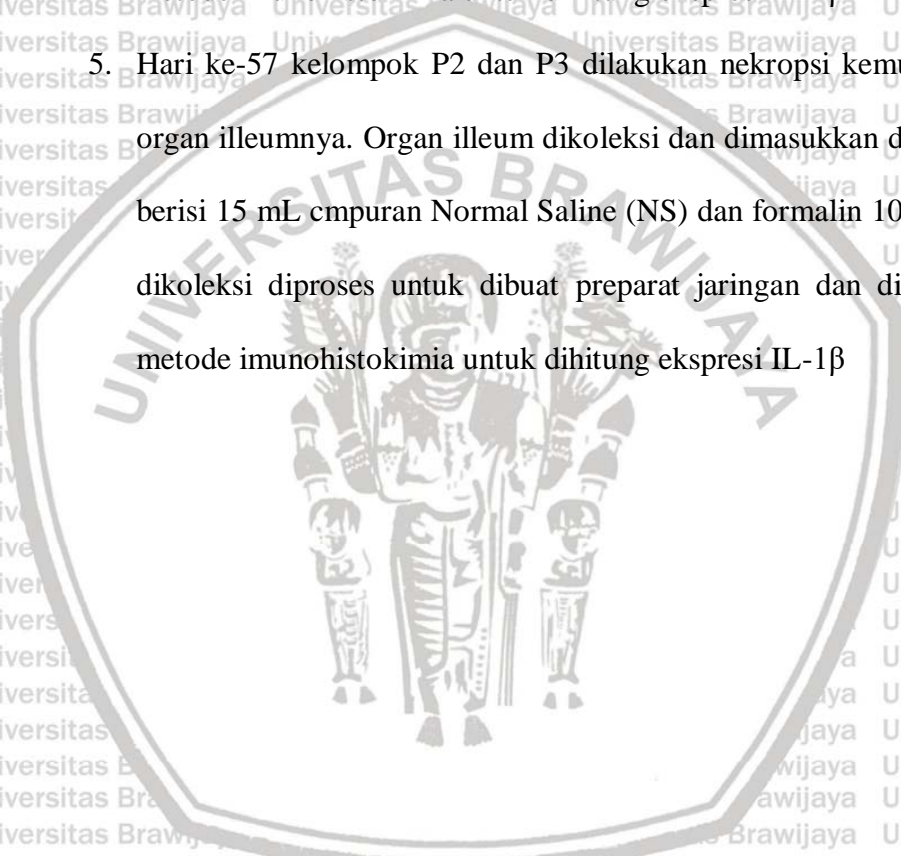 5. Hari ke-57 kelompok P2 dan P3 dilakukan nekropsi
organ illeumnya. Organ illeum dikoleksi dan dimasukkan
berisi 15 mL cmpuran Normal Saline (NS) dan formalin 10
dikoleksi diproses untuk dibuat preparat jaringan dan
metode imunohistokimia untuk dihitung ekspresi IL-1β
UNIVERSITAS BRAWIJAYA